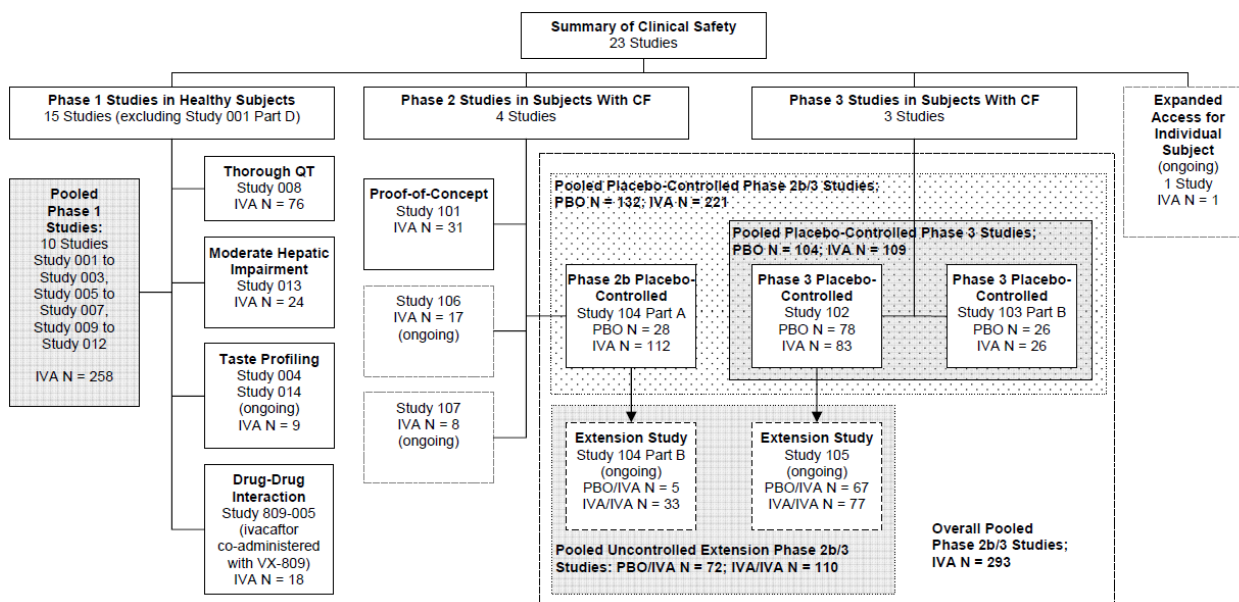 Summary of Clinical Safety
23 Studies
Phase 1 Studies in Healthy Subjects
15 Studies (excluding Study 001 Part D)
Phase 2 Studies in Subjects With CF
4 Studies
Phase 3 Studies in Subjects With CF
3 Studies
Expanded
Access for
Individual
Subject
(ongoing)
1 Study
IVA N = 1
Pooled
Phase 1
Studies:
10 Studies
Study 001 to
Study 003,
Study 005 to
Study 007,
Study 009 to
Study 012
IVA N = 258
Thorough QT
Study 008
IVA N = 76
Moderate Hepatic
Impairment
Study 013
IVA N = 24
Taste Profiling
Study 004
Study 014
(ongoing)
IVA N = 9
Drug-Drug
Interaction
Study 809-005
(ivacaftor
co-administered
with VX-809)
IVA N = 18
Proof-of-Concept
Study 101
IVA N = 31
Study 106
IVA N = 17
(ongoing)
Study 107
IVA N = 8
(ongoing)
Pooled Placebo-Controlled Phase 2b/3 Studies;
PBO N = 132; IVA N = 221
Pooled Placebo-Controlled Phase 3 Studies;
PBO N = 104; IVA N = 109
Phase 2b Placebo-
Controlled
Study 104 Part A
PBO N = 28
IVA N = 112
Phase 3 Placebo-
Controlled
Study 102
PBO N = 78
IVA N = 83
Phase 3 Placebo-
Controlled
Study 103 Part B
PBO N = 26
IVA N = 26
Extension Study
Study 104 Part B
(ongoing)
PBO/IVA N = 5
IVA/IVA N = 33
Extension Study
Study 105
(ongoing)
PBO/IVA N = 67
IVA/IVA N = 77
Pooled Uncontrolled Extension Phase 2b/3
Studies: PBO/IVA N = 72; IVA/IVA N = 110
Overall Pooled
Phase 2b/3 Studies;
IVA N = 293